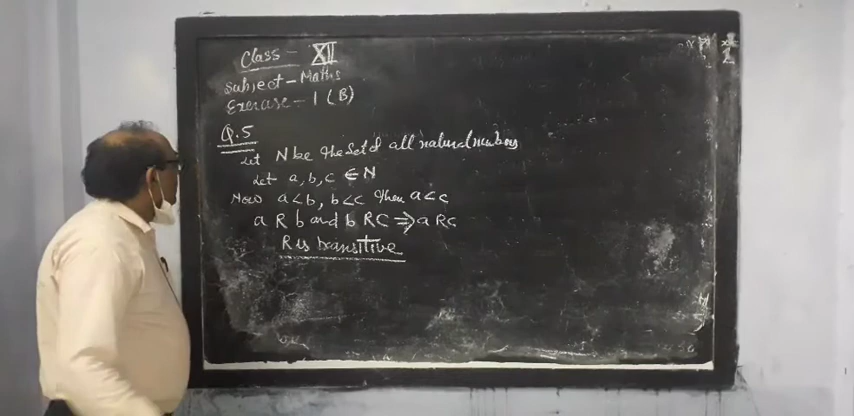 Class - XII
Subject - Maths
Exercise - 1 (B)
Q.5
Let N be the set of all natural numbers
Let a, b, c ∈ N
Now a < b, b < c then a < c
a R b and b R C ⇒ a R c
R is transitive